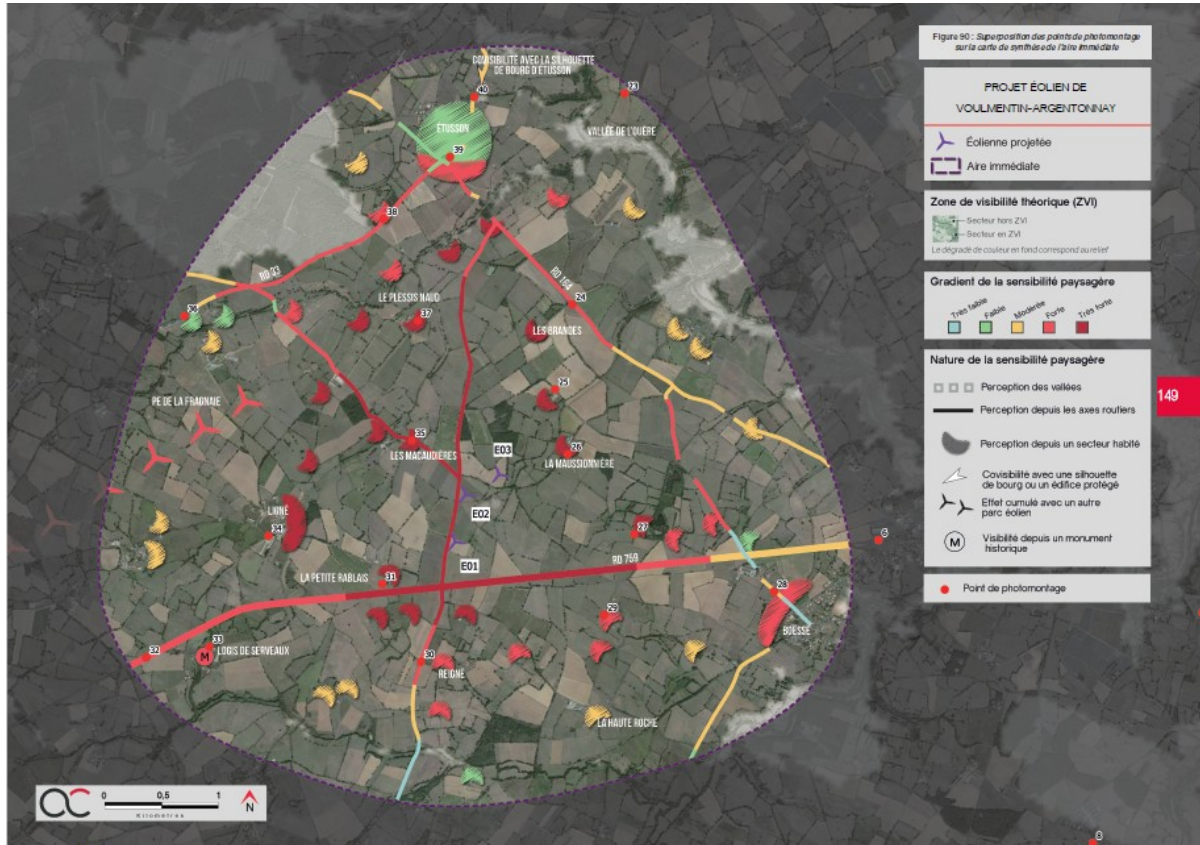 Figure 90 : Superposition des points de photomontage
sur la carte de synthèse de l'aire immédiate
PROJET ÉOLIEN DE
VOULMENTIN-ARGENTONNAY
Éolienne projetée
Aire immédiate
Zone de visibilité théorique (ZVI)
Secteur hors ZVI
Secteur en ZVI
Le dégradé de couleur en fond correspond au relief
Gradient de la sensibilité paysagère
Très faible
Faible
Modérée
Forte
Très forte
Nature de la sensibilité paysagère
Perception des vallées
Perception depuis les axes routiers
Perception depuis un secteur habité
Covisibilité avec une silhouette
de bourg ou un édifice protégé
Effet cumulé avec un autre
parc éolien
M
Visibilité depuis un monument
historique
Point de photomontage
149
COVISIBILITÉ AVEC LA SILHOUETTE
DE BOURG D'ETUSSON
40
23
ÉTUSSON
VALLÉE DE L'OUÈRE
39
38
RD 33
RD 164
24
LE PLESSIS NAUD
36
37
LES BRANDES
25
PE DE LA FRAGNAIE
35
LES MACAUDIÈRES
26
LA MAUSSIONNIÈRE
E03
E02
E01
LIGNÉ
34
27
6
RD 759
LA PETITE RABLAIS
31
28
BOËSSE
29
32
33
M
LOGIS DE SERVEAUX
30
REIGNÉ
LA HAUTE ROCHE
0
0,5
1
Kilomètres
N
8